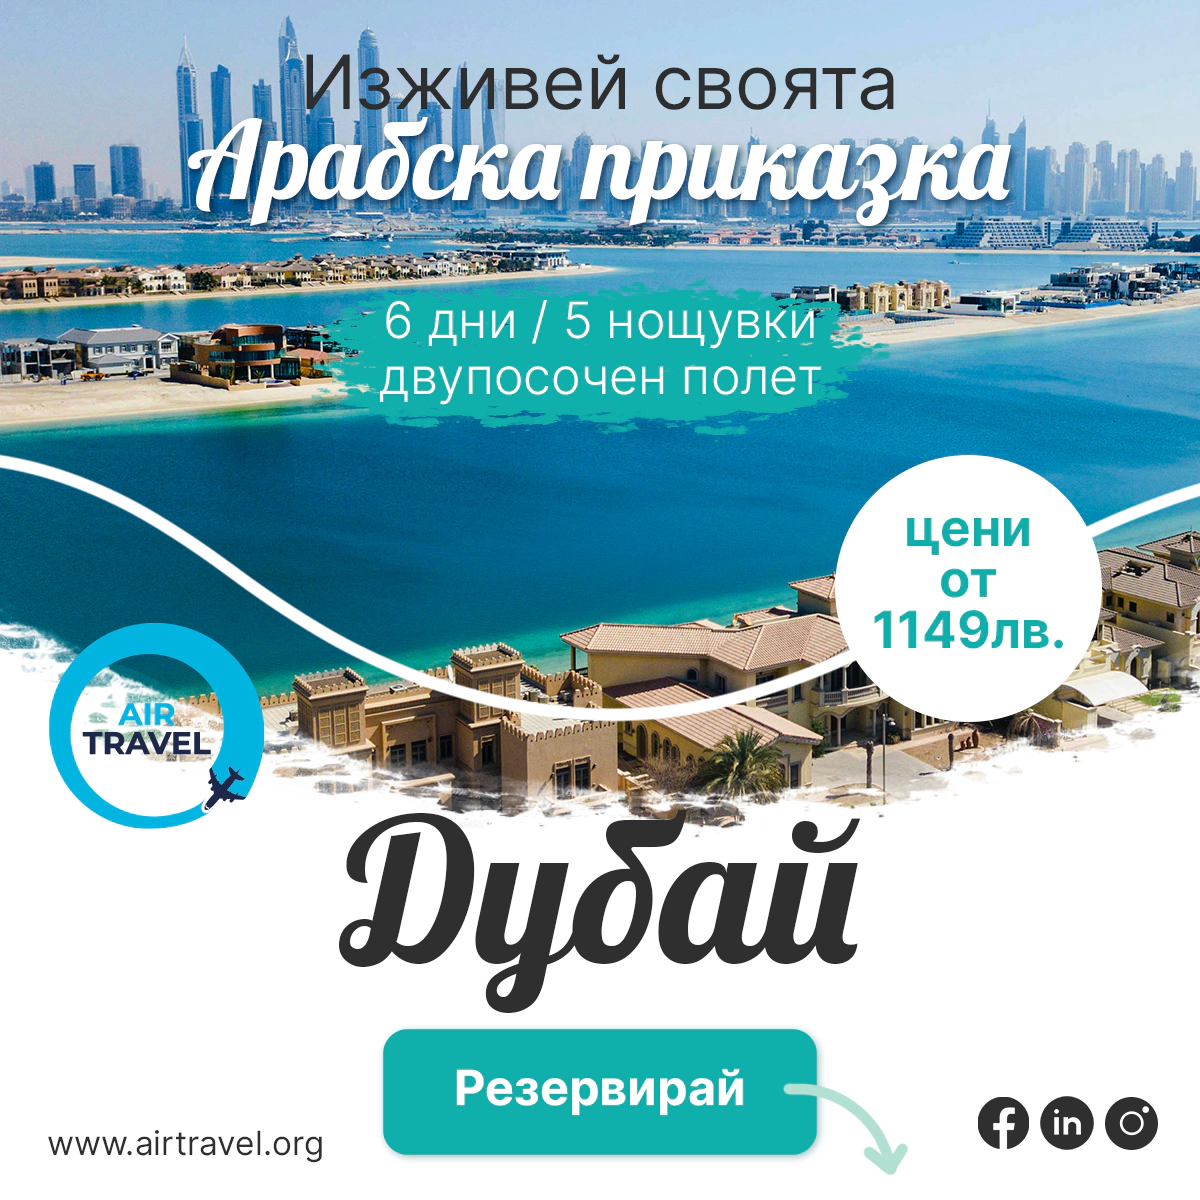 Изживей своята
Арабска приказка
6 дни / 5 нощувки
двупосочен полет
цени
от
1149лв.
AIR
TRAVEL
Дубай
Резервирай
www.airtravel.org
in